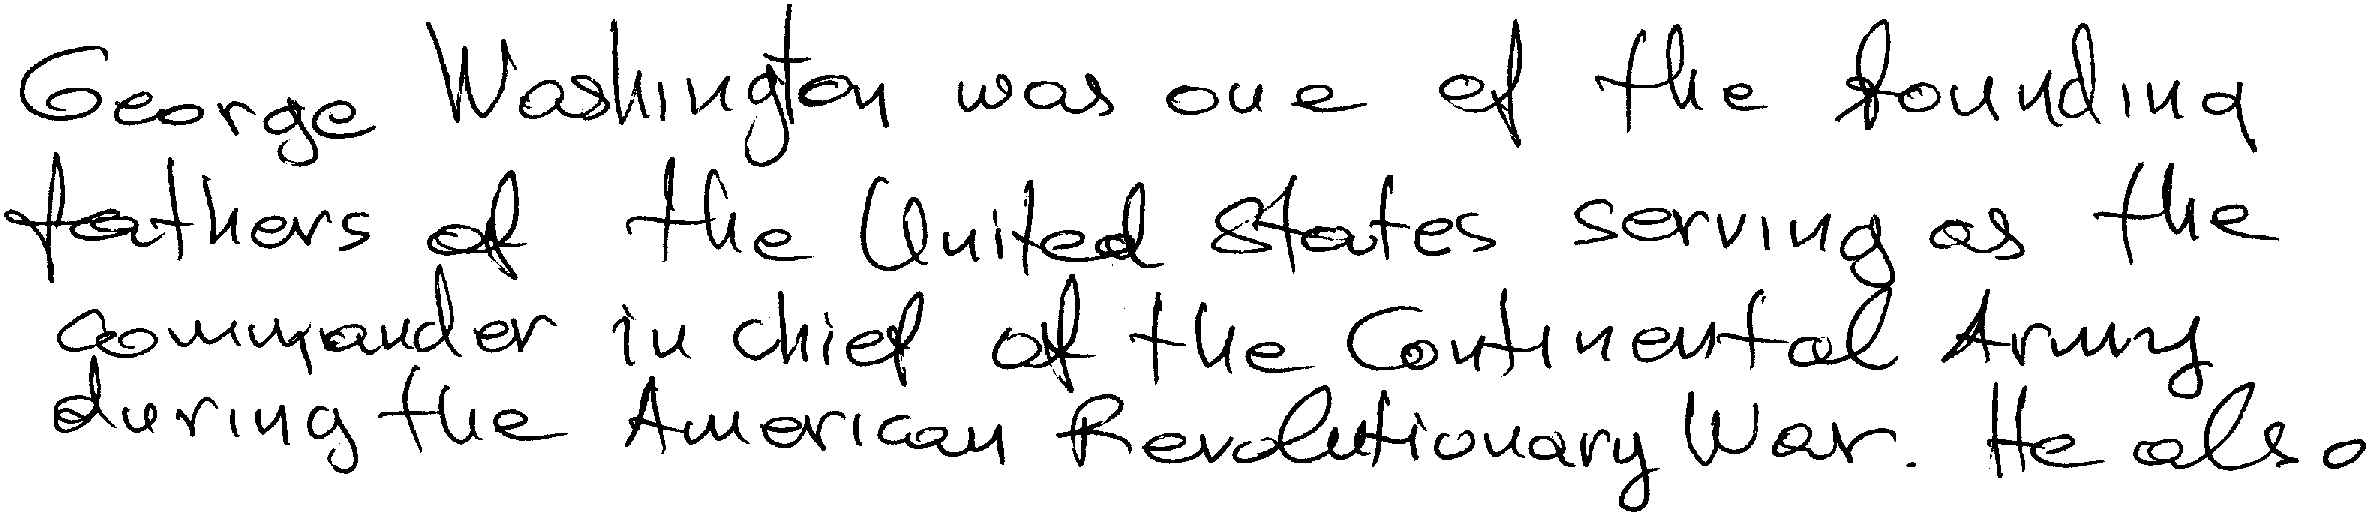 George Washington was one of the founding
fathers of the United States serving as the
commander in chief of the Continental Army
during the American Revolutionary War. He also